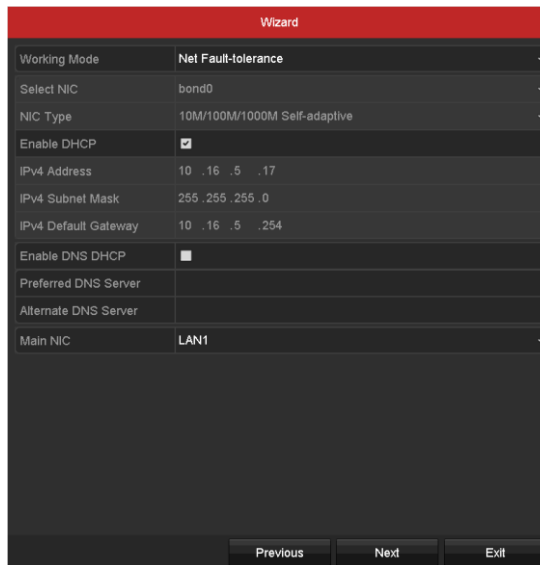 Wizard
Working Mode Net Fault-tolerance
Select NIC bond0
NIC Type 10M/100M/1000M Self-adaptive
Enable DHCP
IPv4 Address 10 .16 .5 .17
IPv4 Subnet Mask 255.255.255.0
IPv4 Default Gateway 10 .16 .5 .254
Enable DNS DHCP
Preferred DNS Server
Alternate DNS Server
Main NIC LAN1
Previous Next Exit